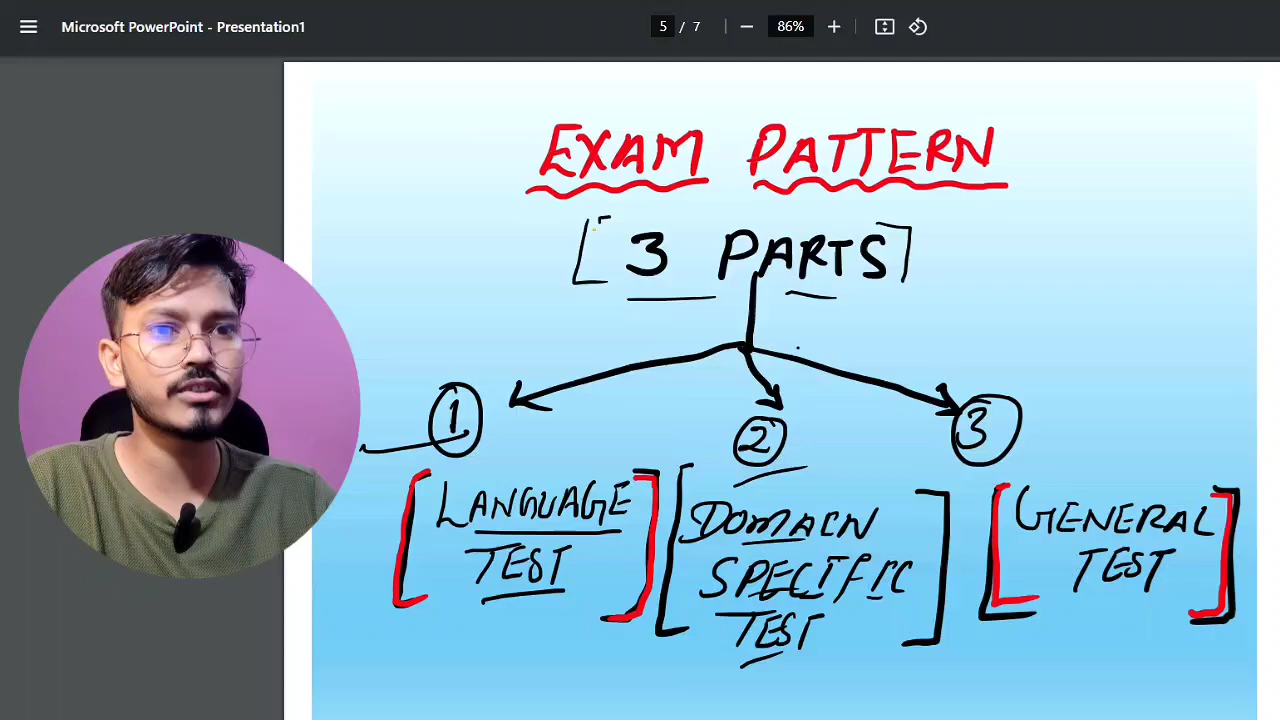 Microsoft PowerPoint - Presentation1
5 / 7
86%
EXAM PATTERN
[3 PARTS]
1
2
3
[LANGUAGE
TEST]
[DOMAIN
SPECIFIC
TEST]
[GENERAL
TEST]